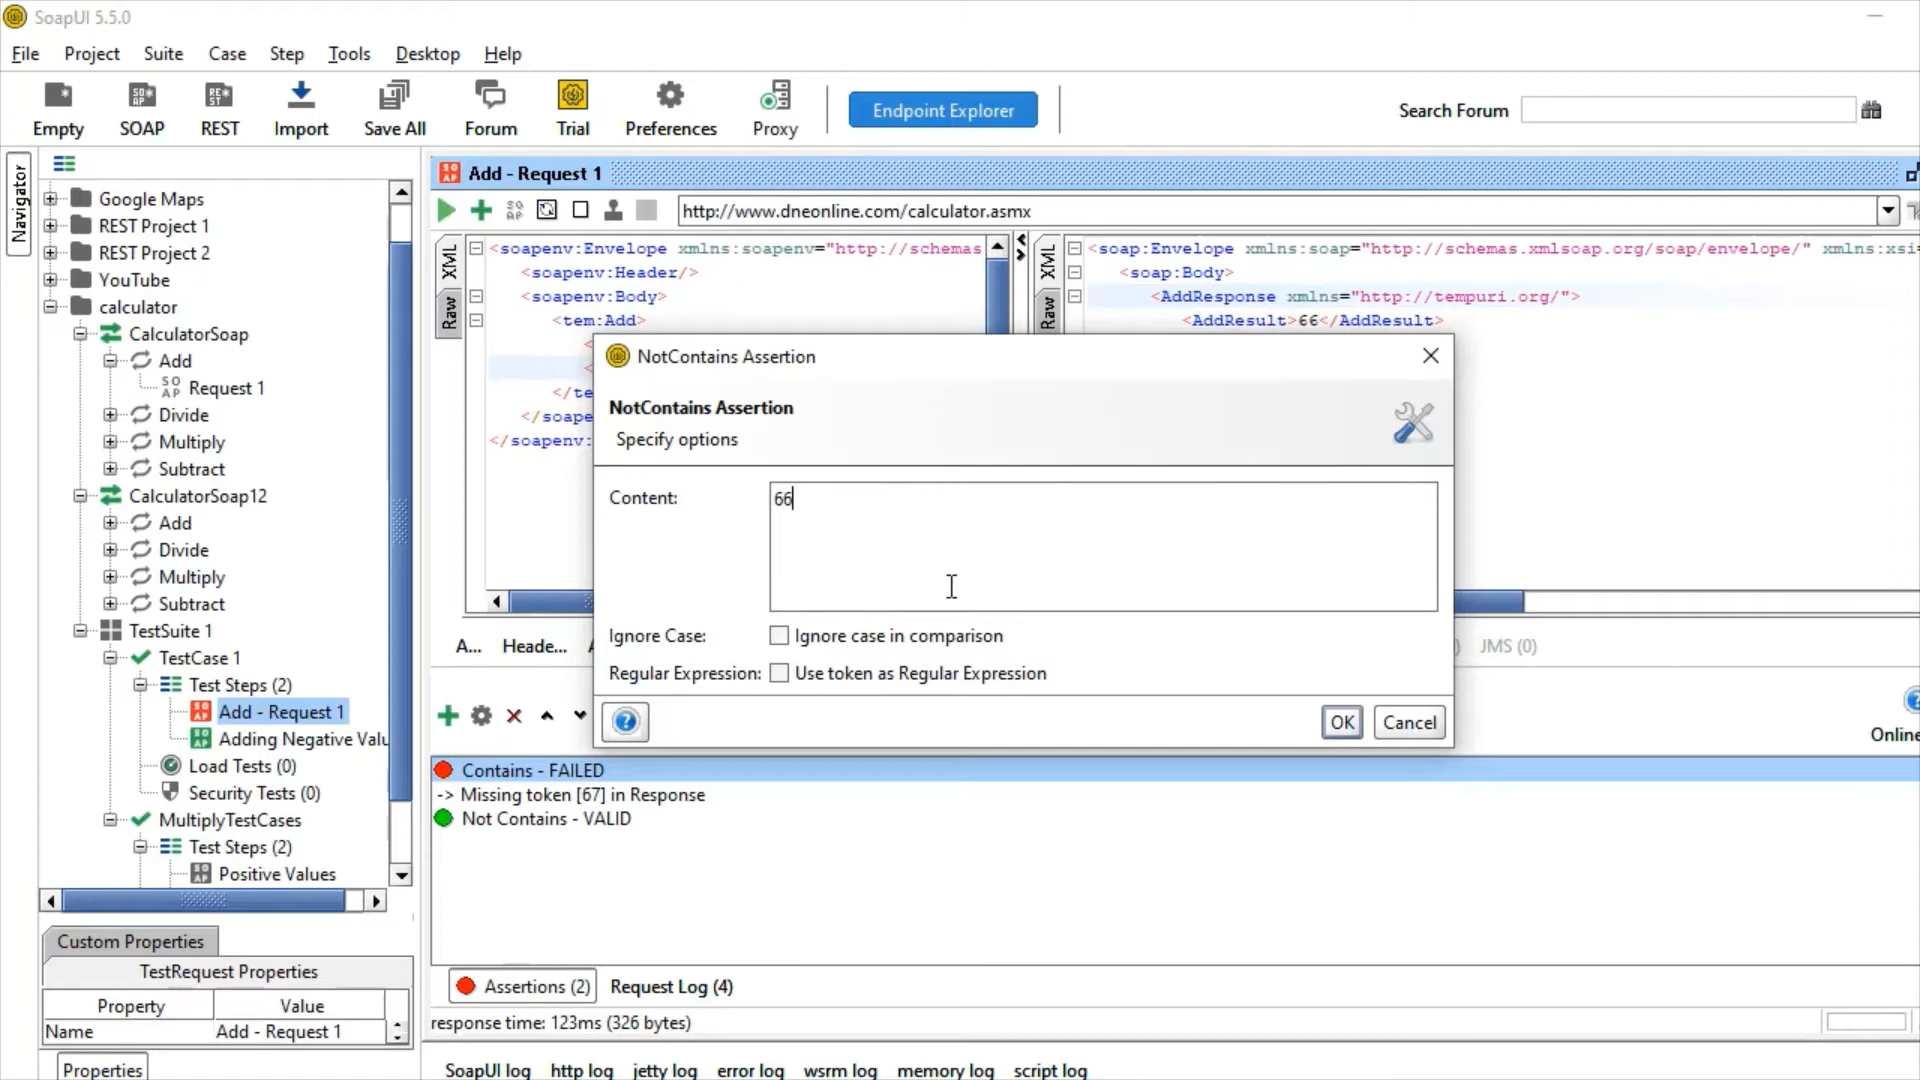 SoapUI 5.5.0
File Project Suite Case Step Tools Desktop Help
Empty SOAP REST Import Save All Forum Trial Preferences Proxy
Endpoint Explorer
Search Forum
Navigator
Google Maps
REST Project 1
REST Project 2
YouTube
calculator
CalculatorSoap
Add
Request 1
Divide
Multiply
Subtract
CalculatorSoap12
Add
Divide
Multiply
Subtract
TestSuite 1
TestCase 1
Test Steps (2)
Add - Request 1
Adding Negative Valu
Load Tests (0)
Security Tests (0)
MultiplyTestCases
Test Steps (2)
Positive Values
Custom Properties
TestRequest Properties
Property Value
Name Add - Request 1
Properties
Add - Request 1
http://www.dneonline.com/calculator.asmx
XML
Raw
<soapenv:Envelope xmlns:soapenv="http://schemas
<soapenv:Header/>
<soapenv:Body>
<tem:Add>
<
<
</te
</soape
</soapenv:
XML
Raw
<soap:Envelope xmlns:soap="http://schemas.xmlsoap.org/soap/envelope/" xmlns:xsi=
<soap:Body>
<AddResponse xmlns="http://tempuri.org/">
<AddResult>66</AddResult>
NotContains Assertion
NotContains Assertion
Specify options
Content: 66
Ignore Case: Ignore case in comparison
Regular Expression: Use token as Regular Expression
OK Cancel
A... Heade... JMS (0)
Online
Contains - FAILED
-> Missing token [67] in Response
Not Contains - VALID
Assertions (2) Request Log (4)
response time: 123ms (326 bytes)
SoapUI log http log jetty log error log wsrm log memory log script log